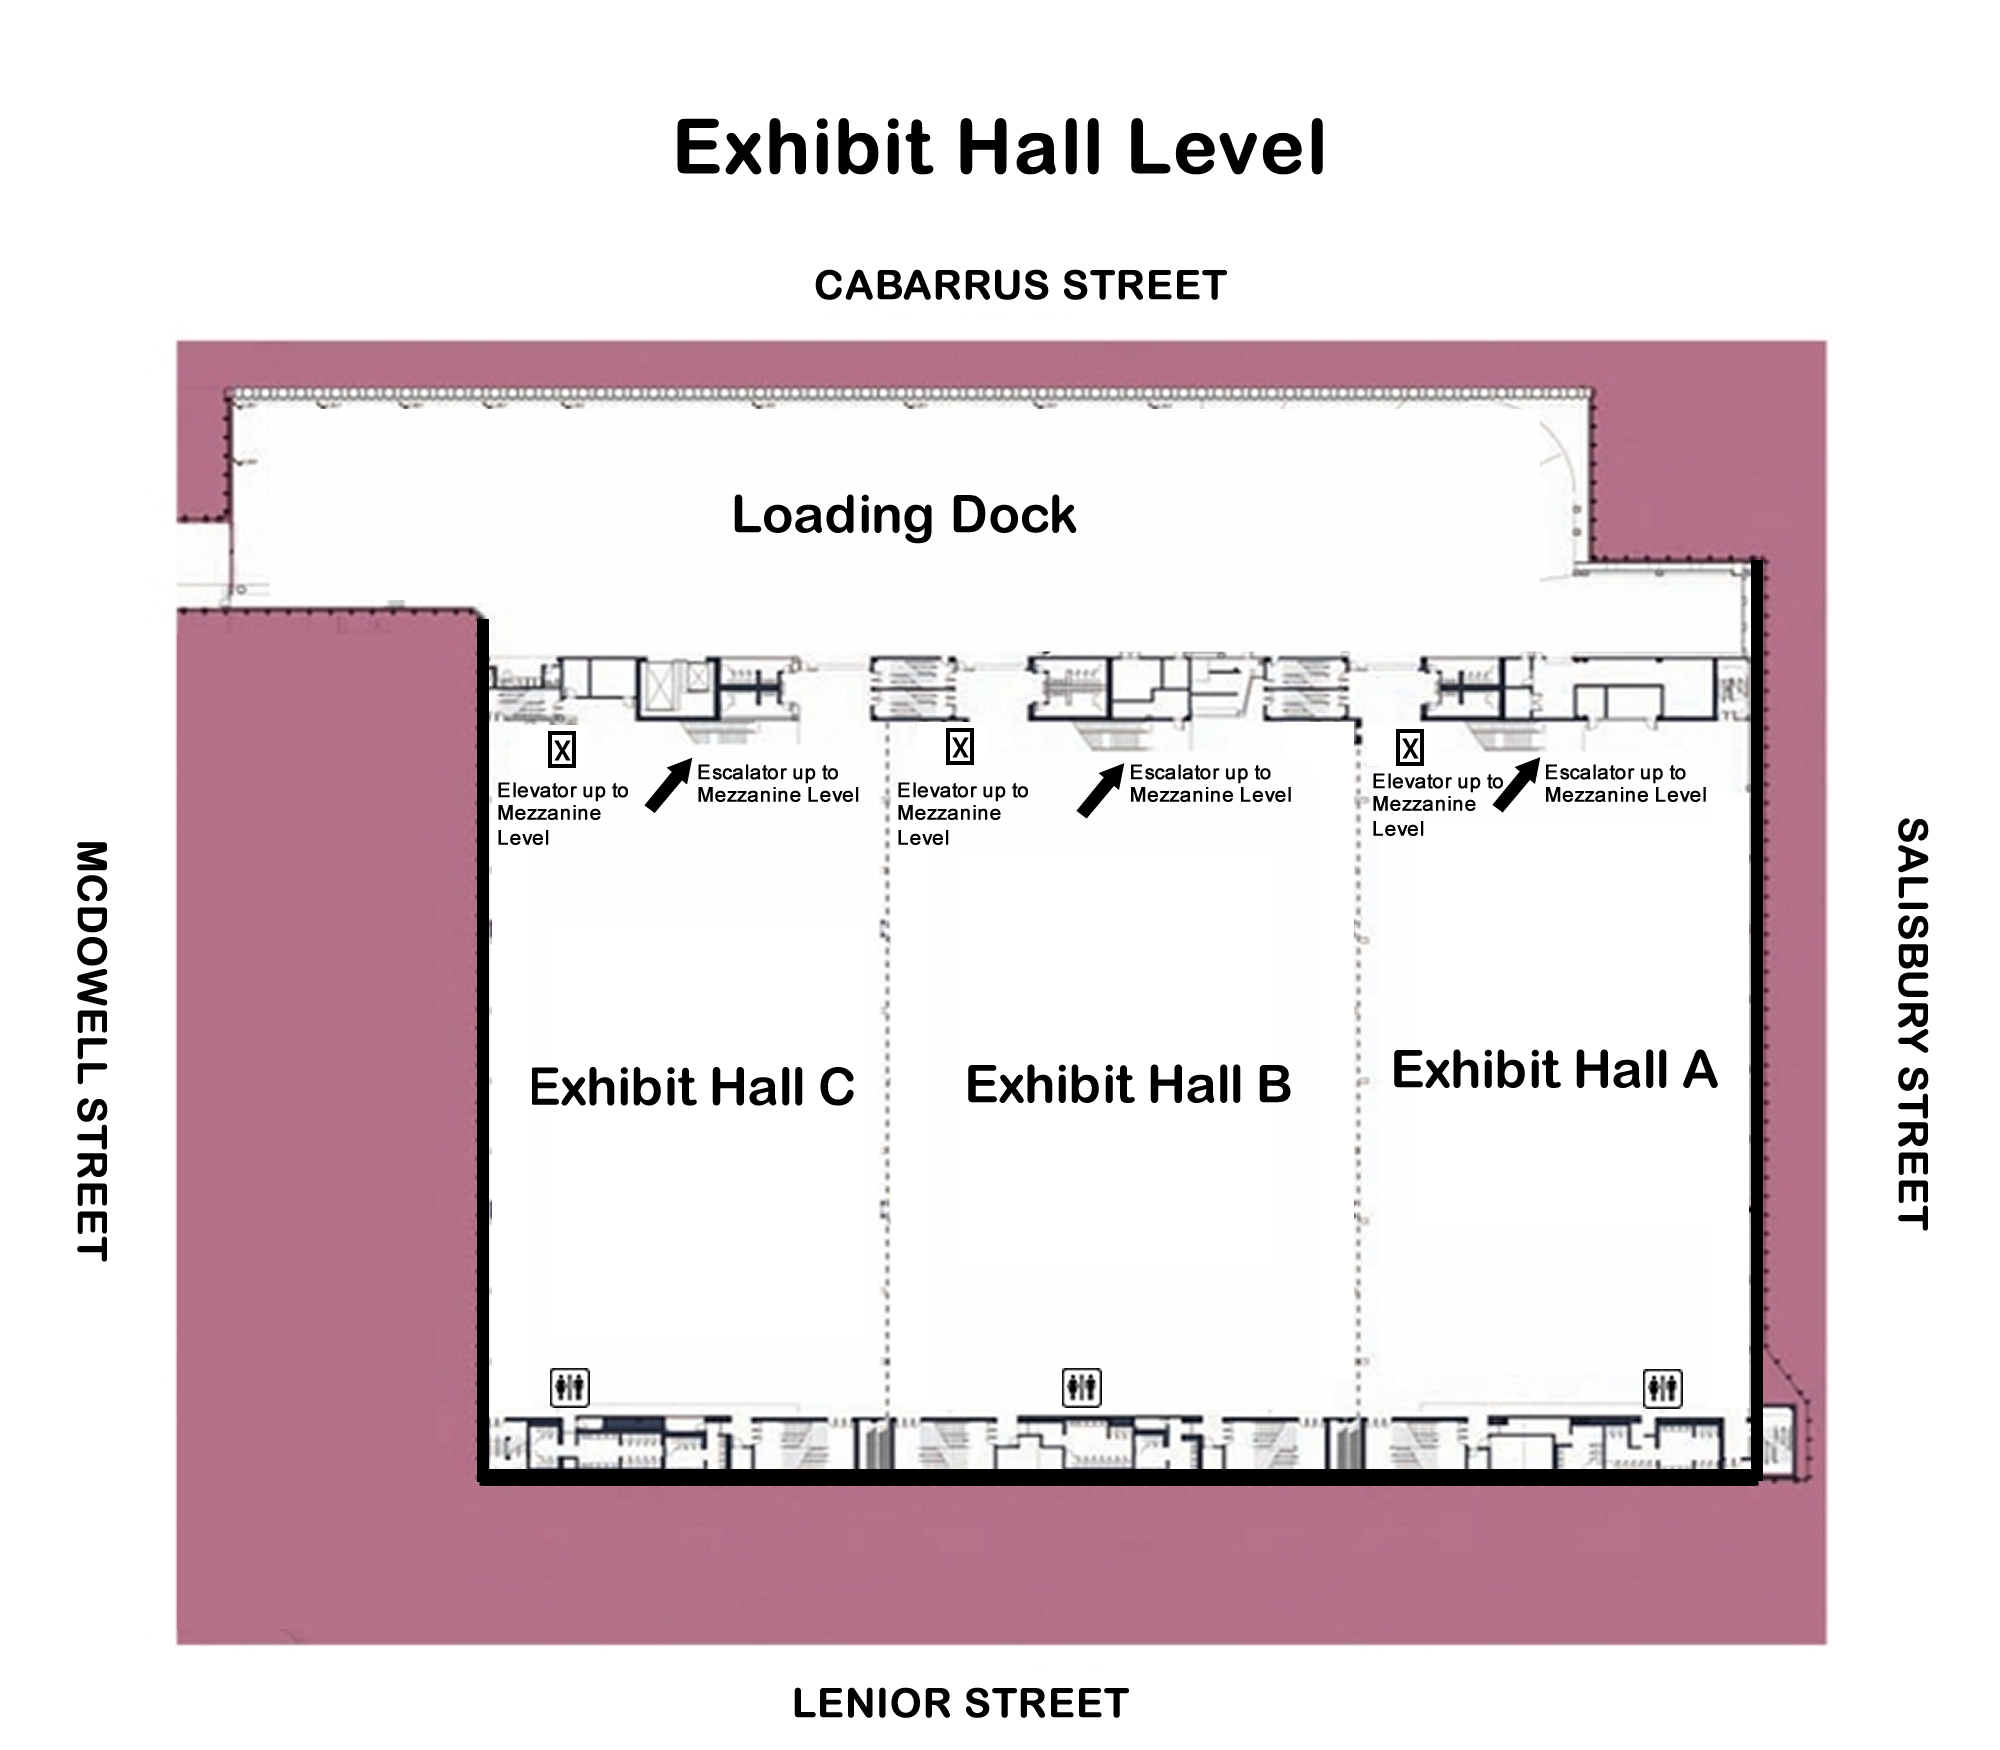 Exhibit Hall Level
CABARRUS STREET
Loading Dock
X
Elevator up to
Mezzanine
Level
Escalator up to
Mezzanine Level
X
Elevator up to
Mezzanine
Level
Escalator up to
Mezzanine Level
X
Elevator up to
Mezzanine
Level
Escalator up to
Mezzanine Level
MCDOWELL STREET
SALISBURY STREET
Exhibit Hall C
Exhibit Hall B
Exhibit Hall A
LENIOR STREET